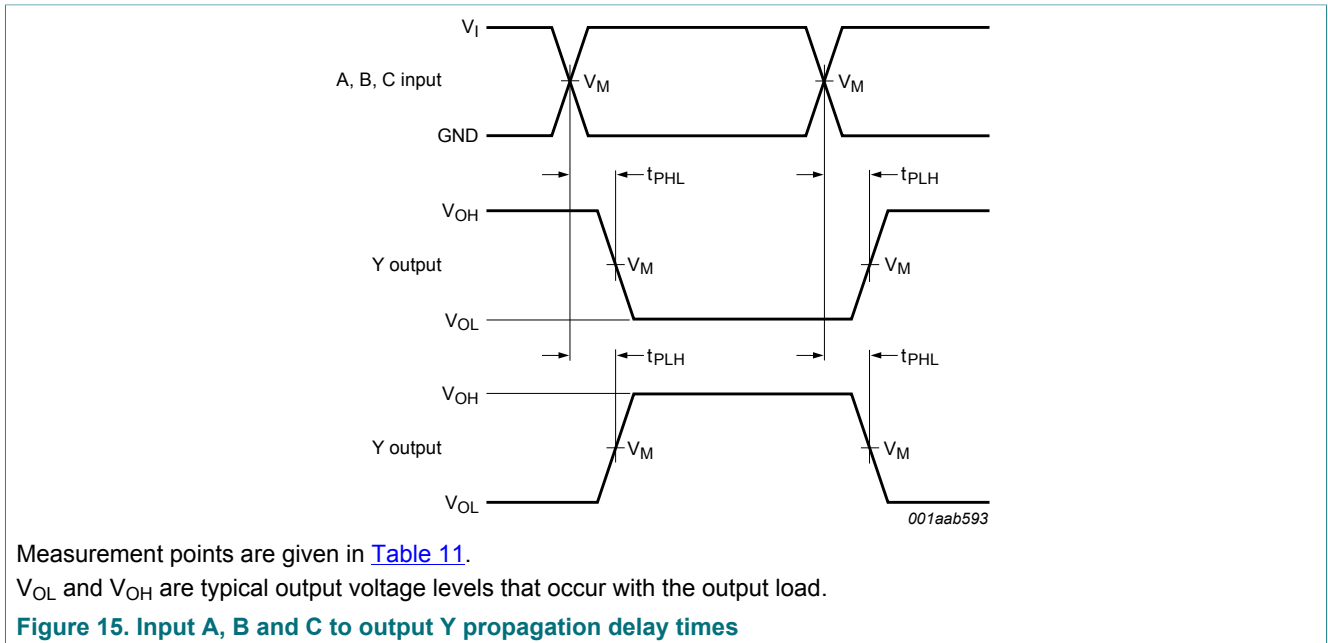 V_I
A, B, C input
V_M V_M
GND
t_PHL t_PLH
V_OH
Y output V_M V_M
V_OL
t_PLH t_PHL
V_OH
Y output V_M V_M
V_OL
001aab593
Measurement points are given in Table 11.
V_OL and V_OH are typical output voltage levels that occur with the output load.
Figure 15. Input A, B and C to output Y propagation delay times